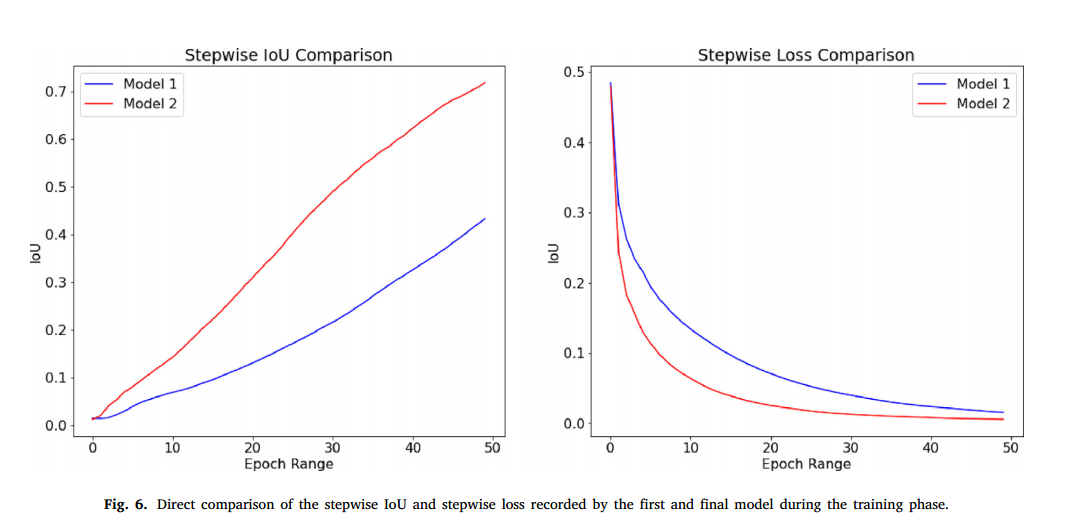 Stepwise IoU Comparison
Model 1
Model 2
0.7
0.6
0.5
0.4
0.3
0.2
0.1
0.0
IoU
0 10 20 30 40 50
Epoch Range
Stepwise Loss Comparison
Model 1
Model 2
0.5
0.4
0.3
0.2
0.1
0.0
IoU
0 10 20 30 40 50
Epoch Range
Fig. 6. Direct comparison of the stepwise IoU and stepwise loss recorded by the first and final model during the training phase.